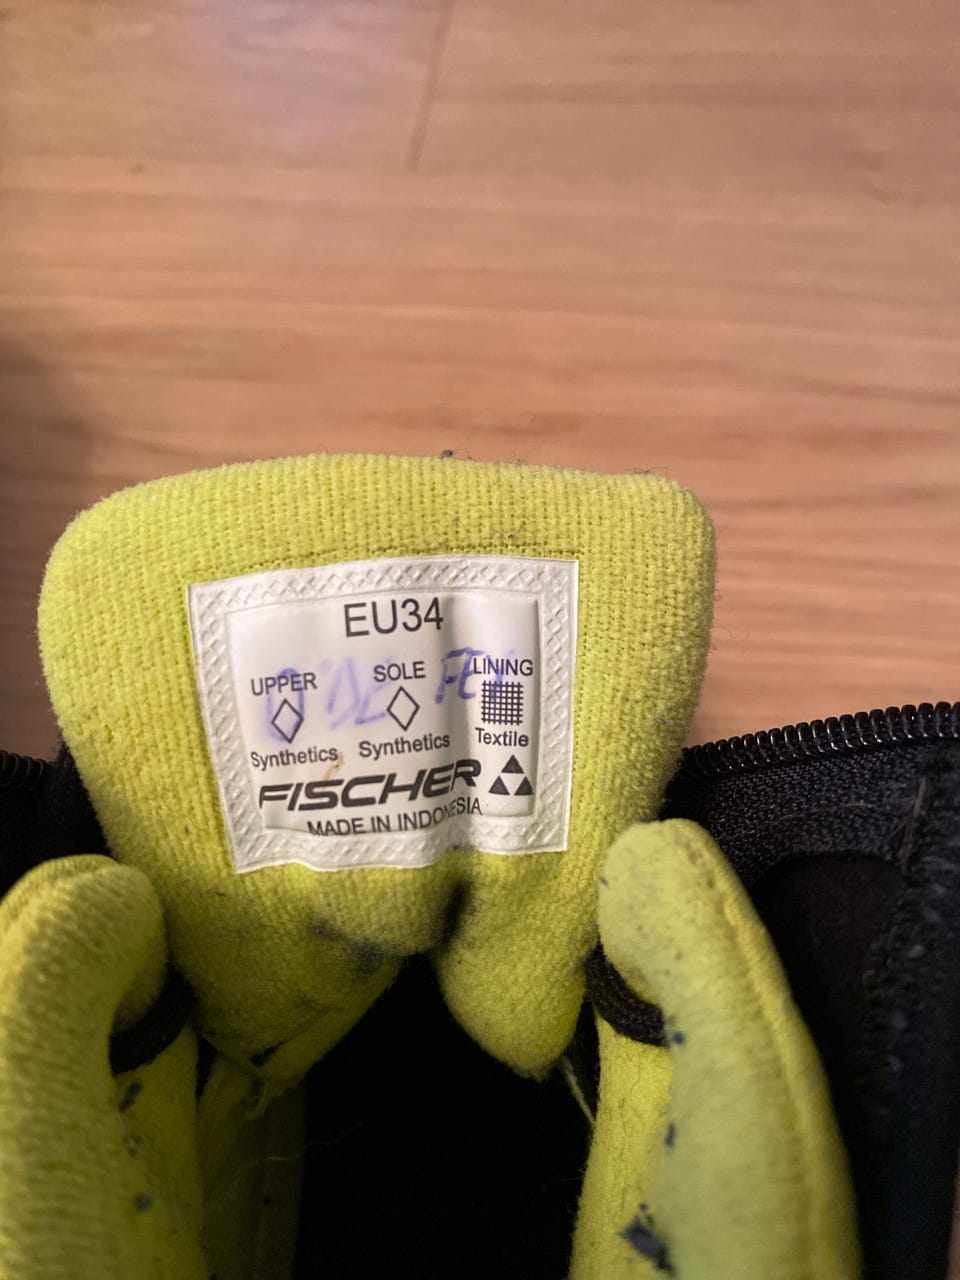 EU34
UPPER SOLE LINING
Synthetics Synthetics Textile
FISCHER
MADE IN INDONESIA